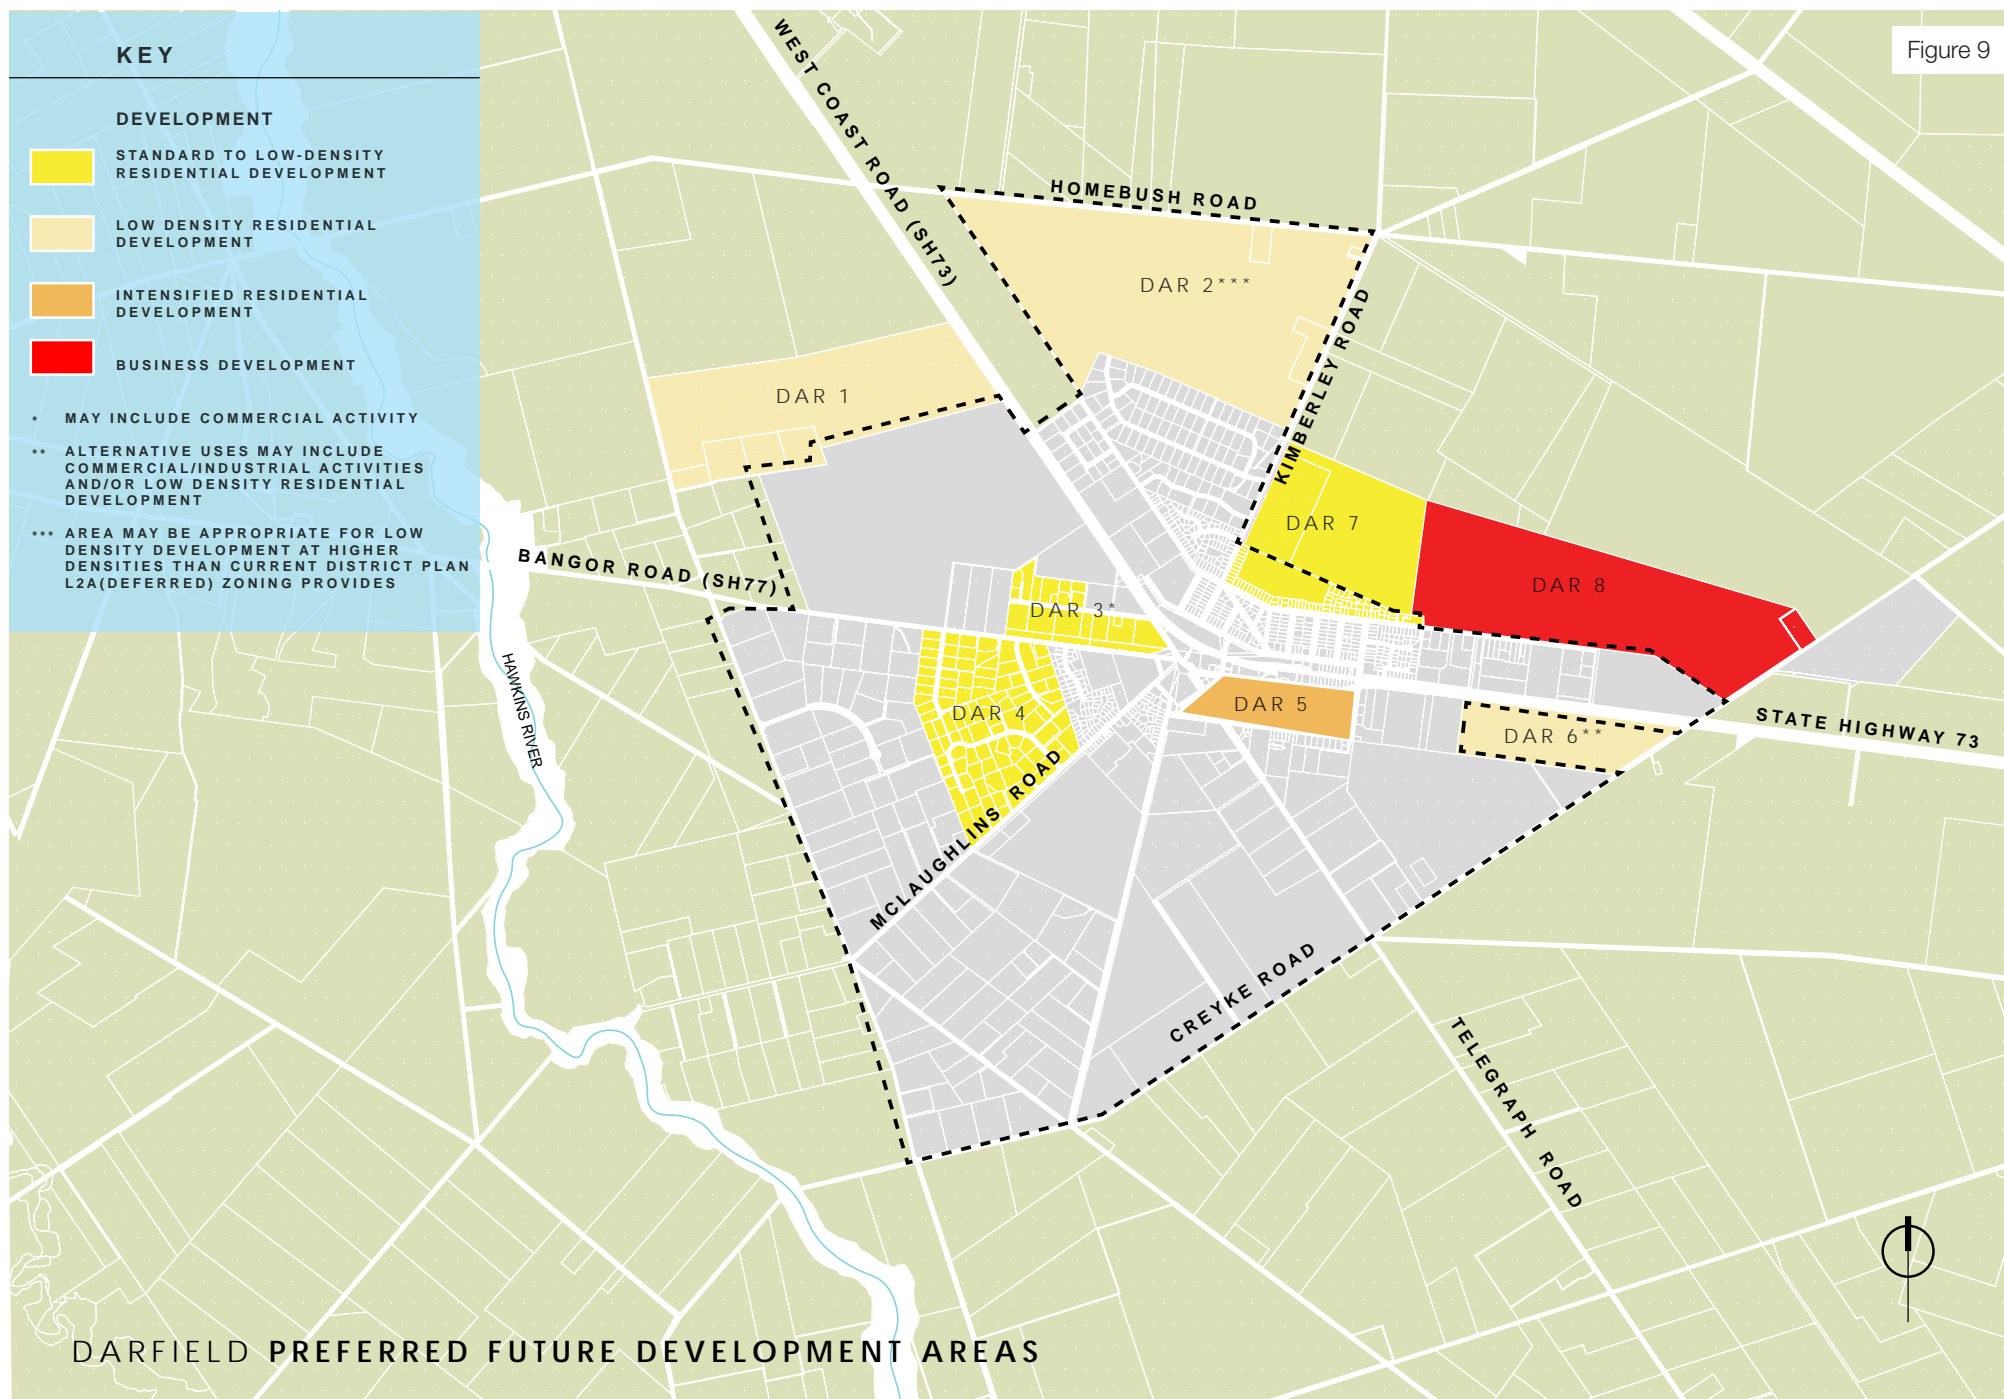 Figure 9
KEY
DEVELOPMENT
STANDARD TO LOW-DENSITY
RESIDENTIAL DEVELOPMENT
LOW DENSITY RESIDENTIAL
DEVELOPMENT
INTENSIFIED RESIDENTIAL
DEVELOPMENT
BUSINESS DEVELOPMENT
* MAY INCLUDE COMMERCIAL ACTIVITY
** ALTERNATIVE USES MAY INCLUDE
COMMERCIAL/INDUSTRIAL ACTIVITIES
AND/OR LOW DENSITY RESIDENTIAL
DEVELOPMENT
*** AREA MAY BE APPROPRIATE FOR LOW
DENSITY DEVELOPMENT AT HIGHER
DENSITIES THAN CURRENT DISTRICT PLAN
L2A(DEFERRED) ZONING PROVIDES
WEST COAST ROAD (SH73)
HOMEBUSH ROAD
DAR 2***
KIMBERLEY ROAD
DAR 1
DAR 7
BANGOR ROAD (SH77)
DAR 8
DAR 3*
HAWKINS RIVER
DAR 4
DAR 5
DAR 6**
STATE HIGHWAY 73
MCLAUGHLINS ROAD
CREYKE ROAD
TELEGRAPH ROAD
DARFIELD PREFERRED FUTURE DEVELOPMENT AREAS